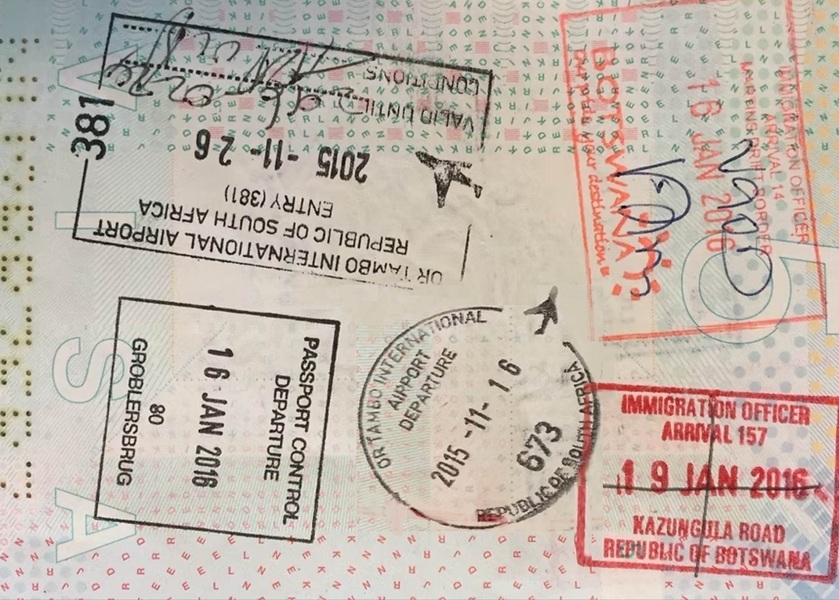 OR TAMBO INTERNATIONAL AIRPORT
REPUBLIC OF SOUTH AFRICA
ENTRY (381)
2015 -11- 26
VALID UNTIL
CONDITIONS
381
IMMIGRATION OFFICER
ARRIVAL 14
BORDER
16 JAN 2016
BOTSWANA
your destination
PASSPORT CONTROL
DEPARTURE
16 JAN 2016
80
GROBLERSBRUG
OR TAMBO INTERNATIONAL
AIRPORT
DEPARTURE
2015 -11- 16
673
REPUBLIC OF SOUTH AFRICA
IMMIGRATION OFFICER
ARRIVAL 157
19 JAN 2016
KAZUNGULA ROAD
REPUBLIC OF BOTSWANA
V I S A